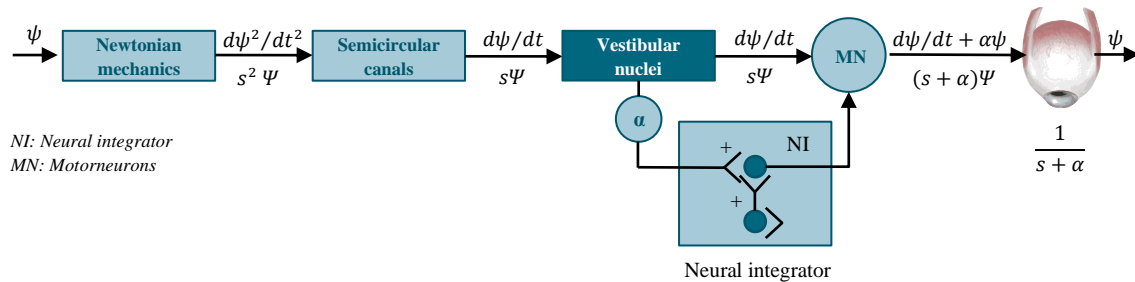 ψ
Newtonian
mechanics
dψ²/dt²
s² Ψ
Semicircular
canals
dψ/dt
sΨ
Vestibular
nuclei
dψ/dt
sΨ
MN
dψ/dt + αψ
(s + α)Ψ
ψ
1
s + α
α
NI: Neural integrator
MN: Motorneurons
+
NI
+
Neural integrator